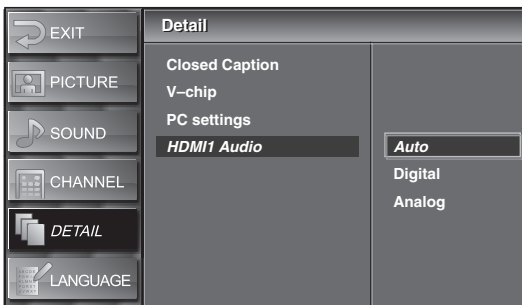 EXIT
PICTURE
SOUND
CHANNEL
DETAIL
LANGUAGE
Detail
Closed Caption
V–chip
PC settings
HDMI1 Audio
Auto
Digital
Analog